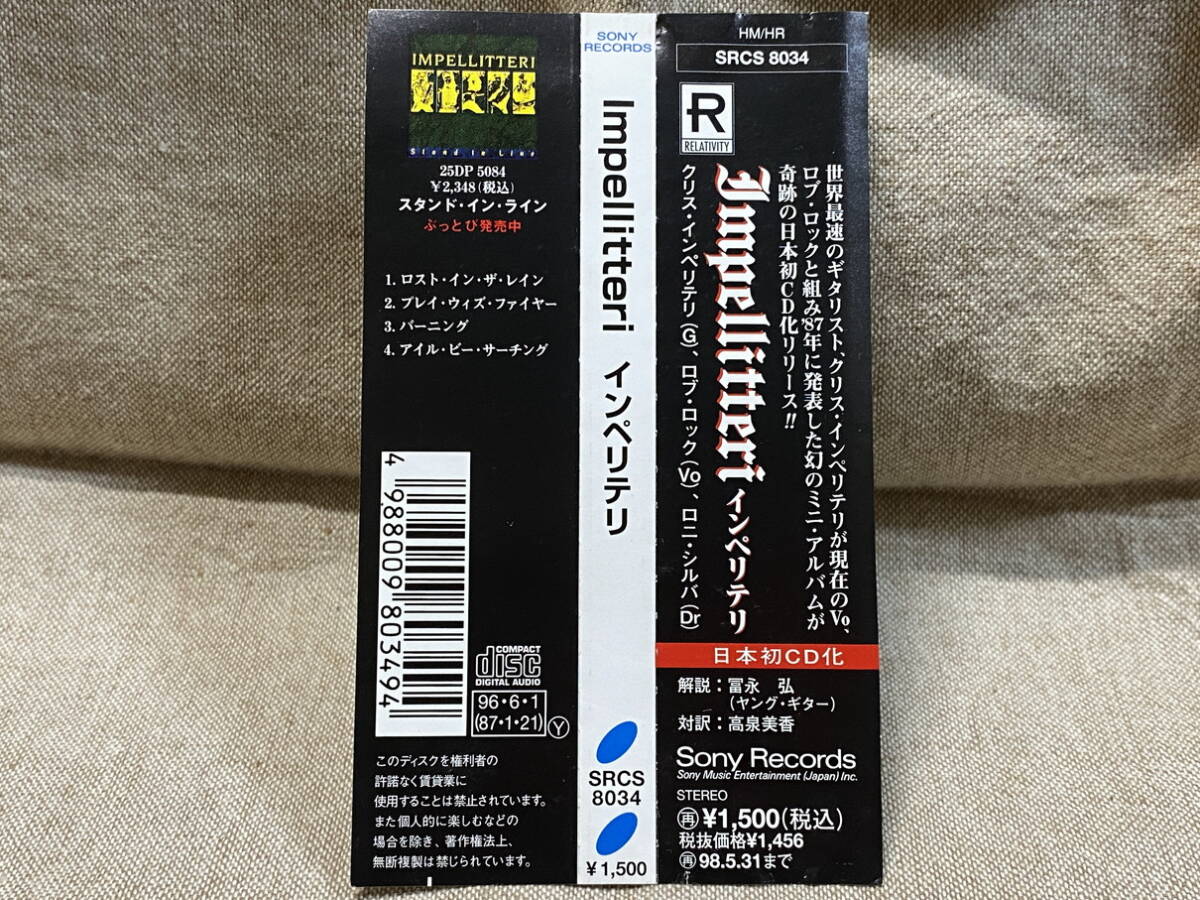 IMPELLITTERI
Stand in Line
25DP 5084
¥2,348(税込)
スタンド・イン・ライン
ぶっとび発売中
1. ロスト・イン・ザ・レイン
2. プレイ・ウィズ・ファイヤー
3. バーニング
4. アイル・ビー・サーチング
4 988009 803494
COMPACT
disc
DIGITAL AUDIO
96・6・1
(87・1・21)
Y
このディスクを権利者の
許諾なく賃貸業に
使用することは禁止されています。
また個人的に楽しむなどの
場合を除き、著作権法上、
無断複製は禁じられています。
SONY
RECORDS
Impellitteri インペリテリ
SRCS
8034
¥1,500
HM/HR
SRCS 8034
R
RELATIVITY
世界最速のギタリスト、クリス・インペリテリが現在のVo、
ロブ・ロックと組み'87年に発表した幻のミニ・アルバムが
奇跡の日本初CD化リリース!!
Impellitteri インペリテリ
クリス・インペリテリ(G)、ロブ・ロック(Vo)、ロニ・シルバ(Dr)
日本初CD化
解説:冨永 弘
(ヤング・ギター)
対訳:高泉美香
Sony Records
Sony Music Entertainment (Japan) Inc.
STEREO
再¥1,500(税込)
税抜価格¥1,456
再98.5.31まで